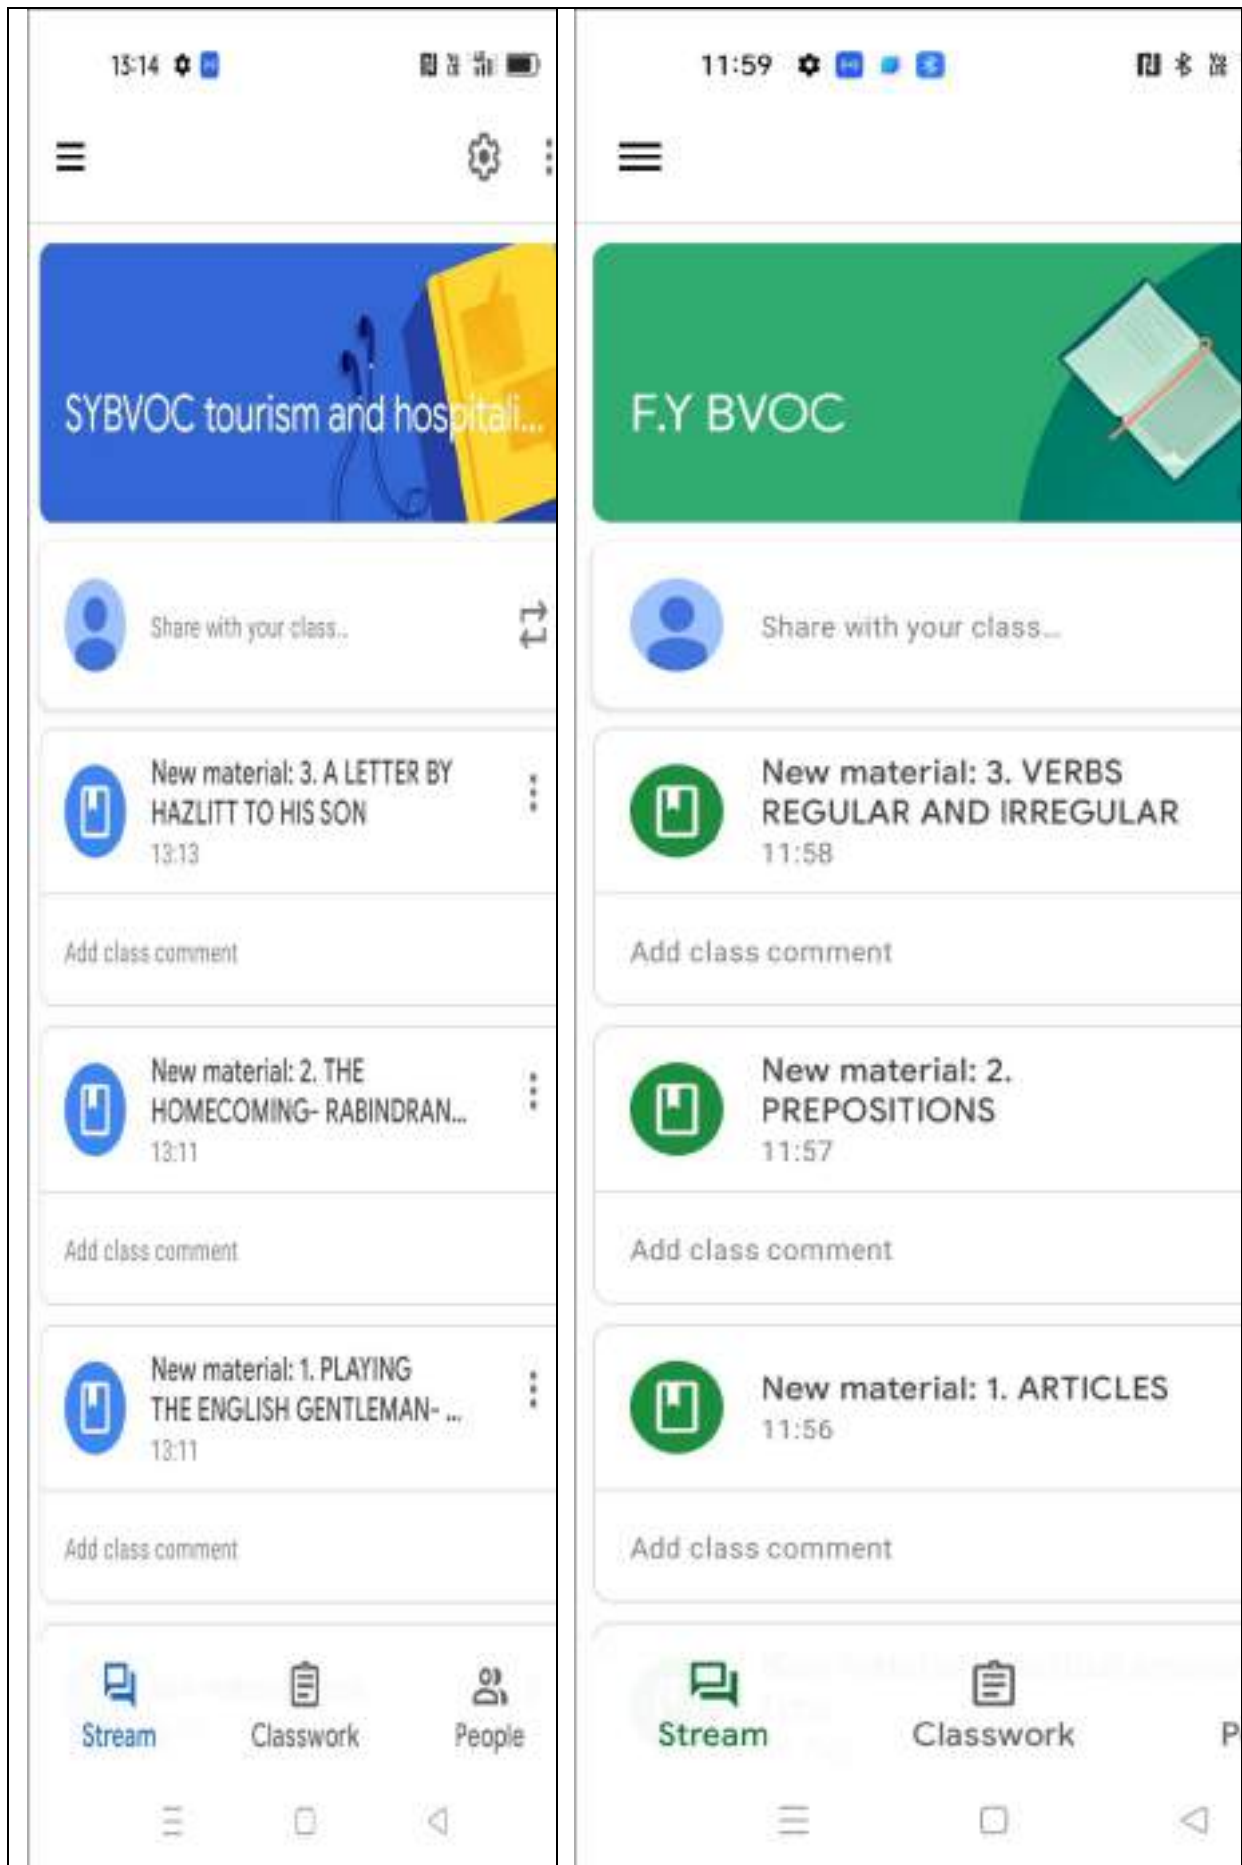 13:14
SYBVOC tourism and hospitali...
Share with your class...
New material: 3. A LETTER BY
HAZLITT TO HIS SON
13:13
Add class comment
New material: 2. THE
HOMECOMING- RABINDRAN...
13:11
Add class comment
New material: 1. PLAYING
THE ENGLISH GENTLEMAN- ...
13:11
Add class comment
Stream
Classwork
People
11:59
F.Y BVOC
Share with your class...
New material: 3. VERBS
REGULAR AND IRREGULAR
11:58
Add class comment
New material: 2.
PREPOSITIONS
11:57
Add class comment
New material: 1. ARTICLES
11:56
Add class comment
Stream
Classwork
P